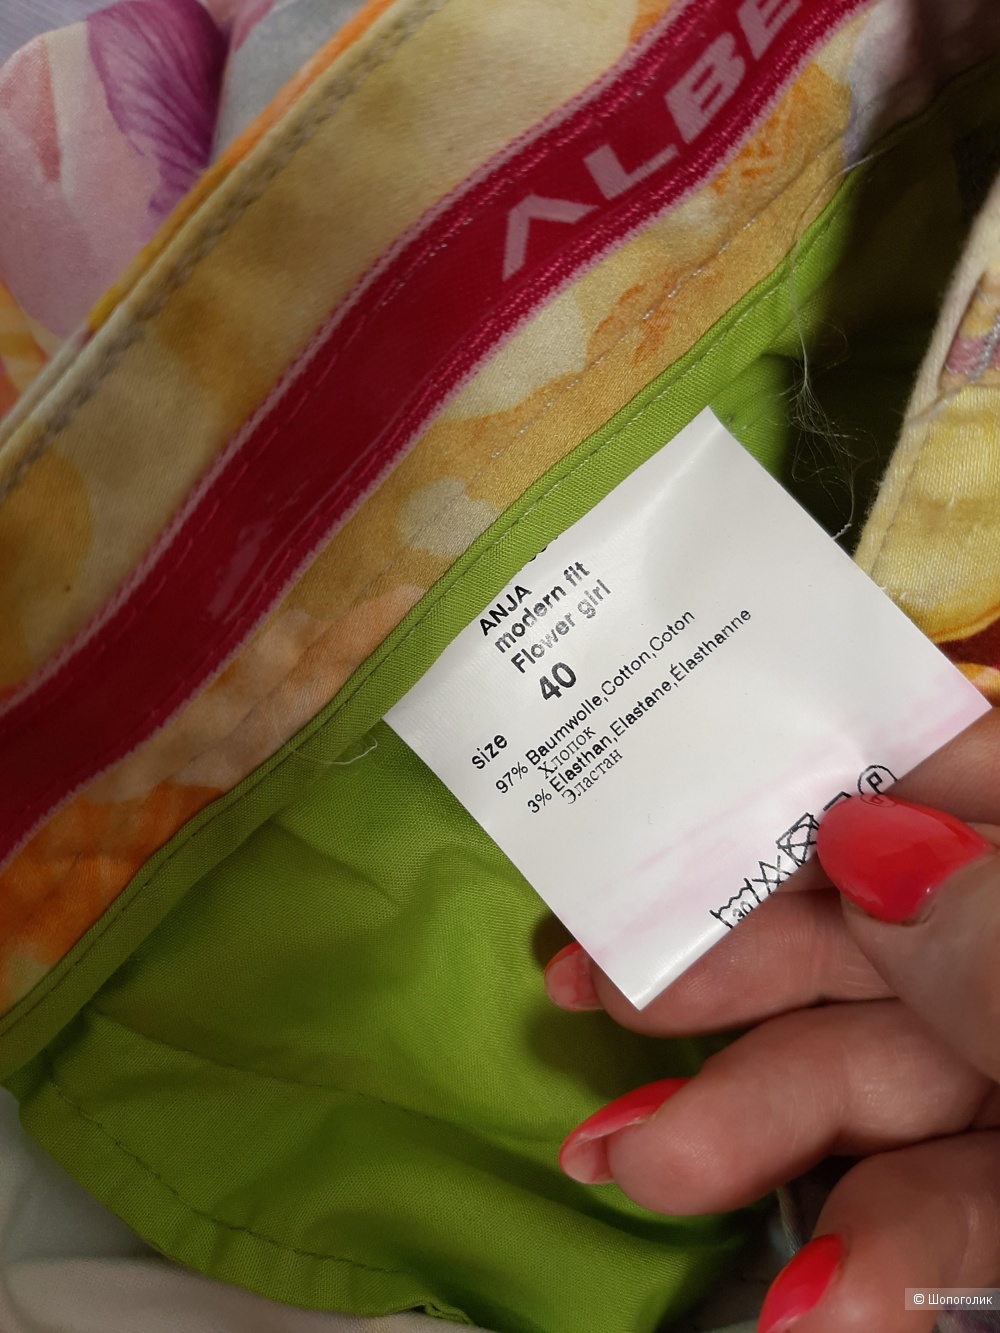 ALBE
ANJA
modern fit
Flower girl
size 40
97% Baumwolle,Cotton,Coton
Хлопок
3% Elasthan,Elastane,Élasthanne
Эластан
30
P
© Шопоголик